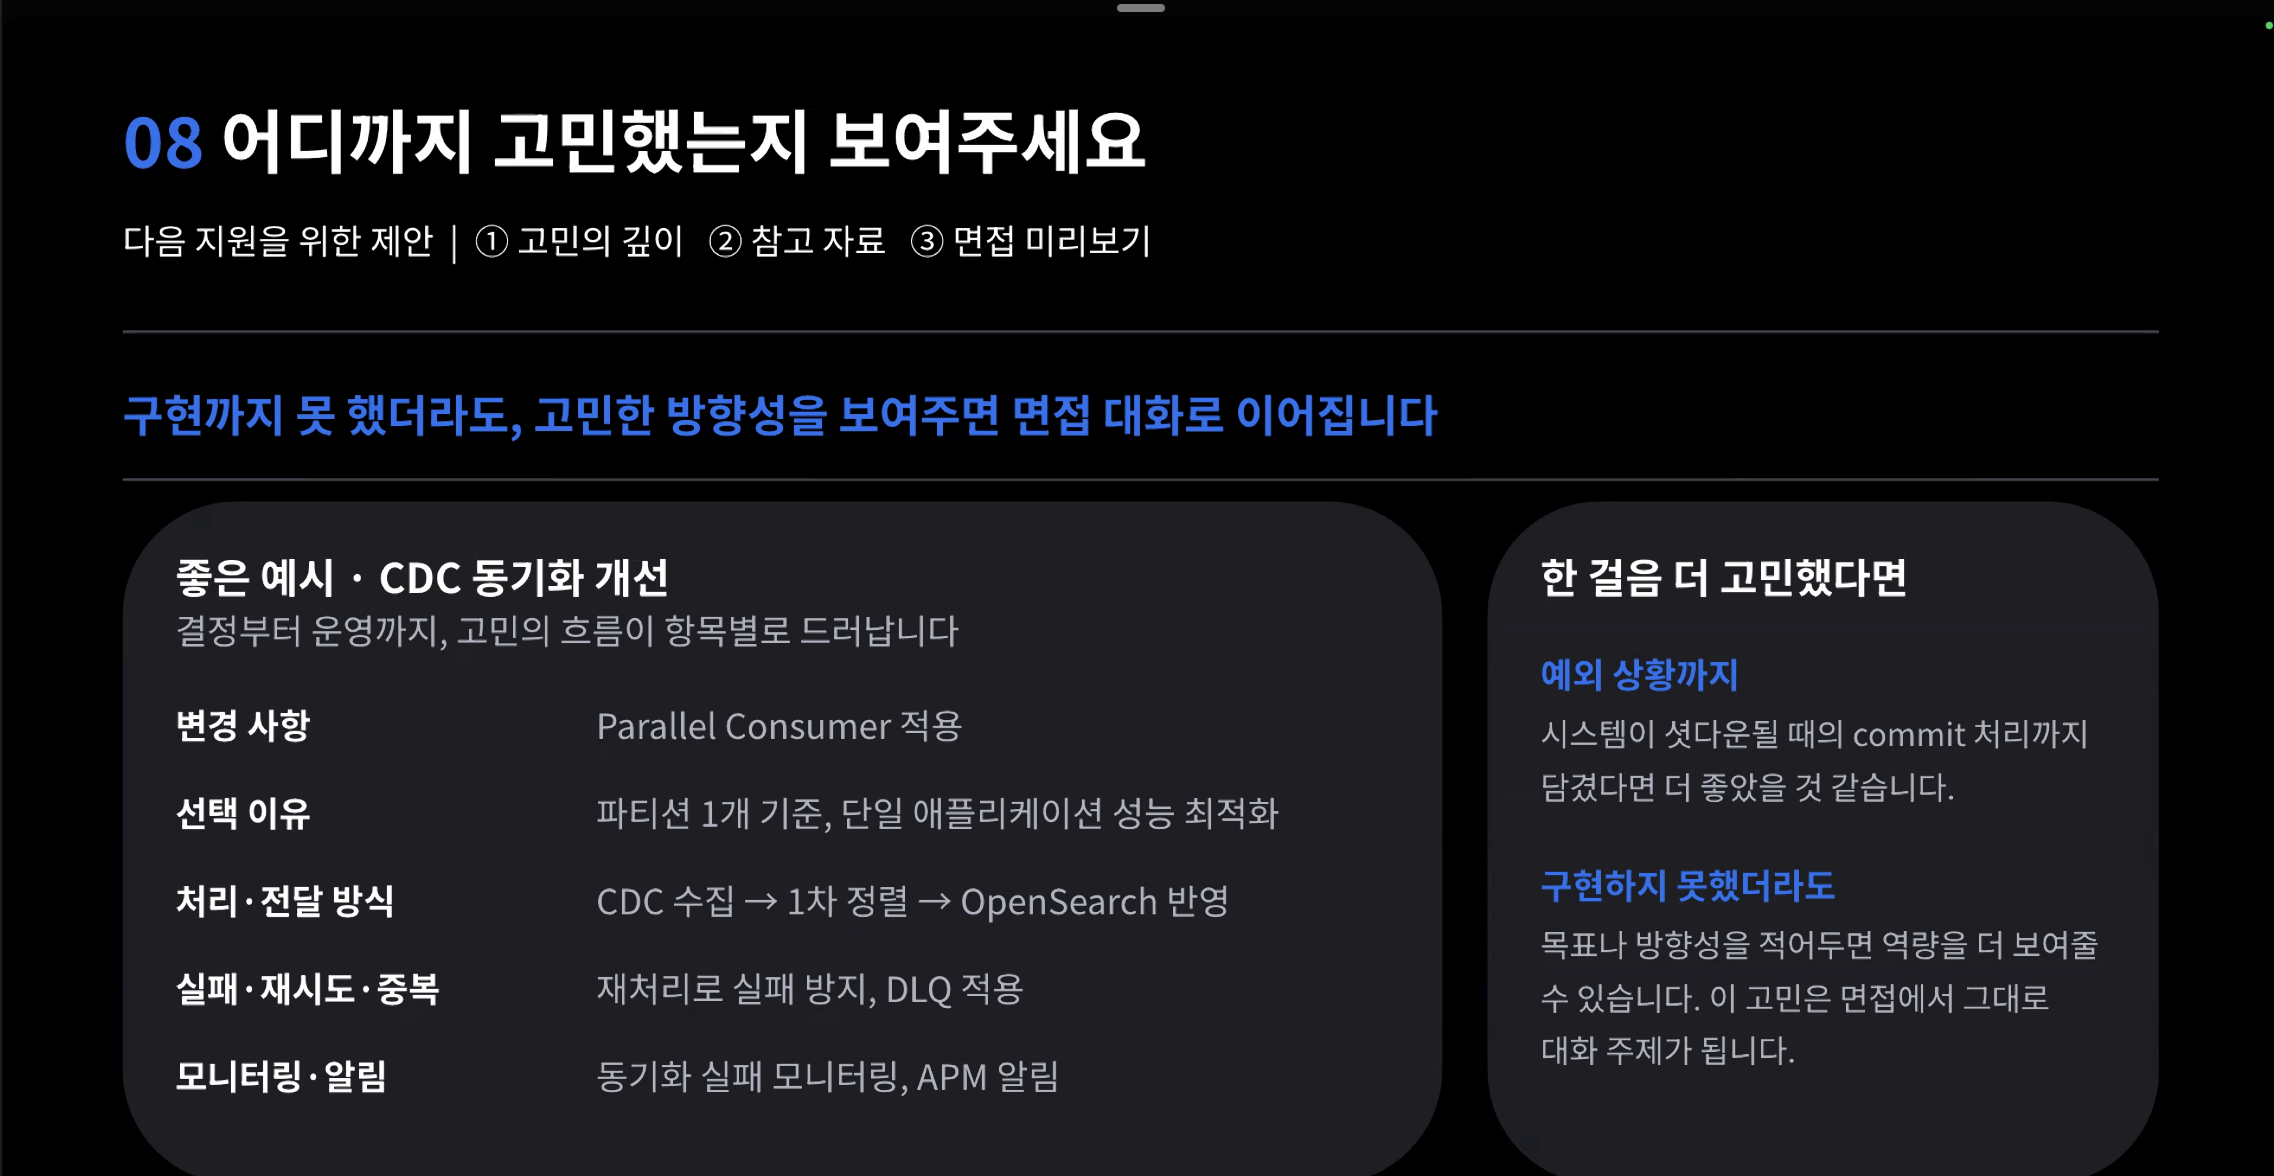 08 어디까지 고민했는지 보여주세요
다음 지원을 위한 제안 | ① 고민의 깊이 ② 참고 자료 ③ 면접 미리보기
구현까지 못 했더라도, 고민한 방향성을 보여주면 면접 대화로 이어집니다
좋은 예시 · CDC 동기화 개선
결정부터 운영까지, 고민의 흐름이 항목별로 드러납니다
변경 사항 Parallel Consumer 적용
선택 이유 파티션 1개 기준, 단일 애플리케이션 성능 최적화
처리·전달 방식 CDC 수집 → 1차 정렬 → OpenSearch 반영
실패·재시도·중복 재처리로 실패 방지, DLQ 적용
모니터링·알림 동기화 실패 모니터링, APM 알림
한 걸음 더 고민했다면
예외 상황까지
시스템이 셧다운될 때의 commit 처리까지
담겼다면 더 좋았을 것 같습니다.
구현하지 못했더라도
목표나 방향성을 적어두면 역량을 더 보여줄
수 있습니다. 이 고민은 면접에서 그대로
대화 주제가 됩니다.